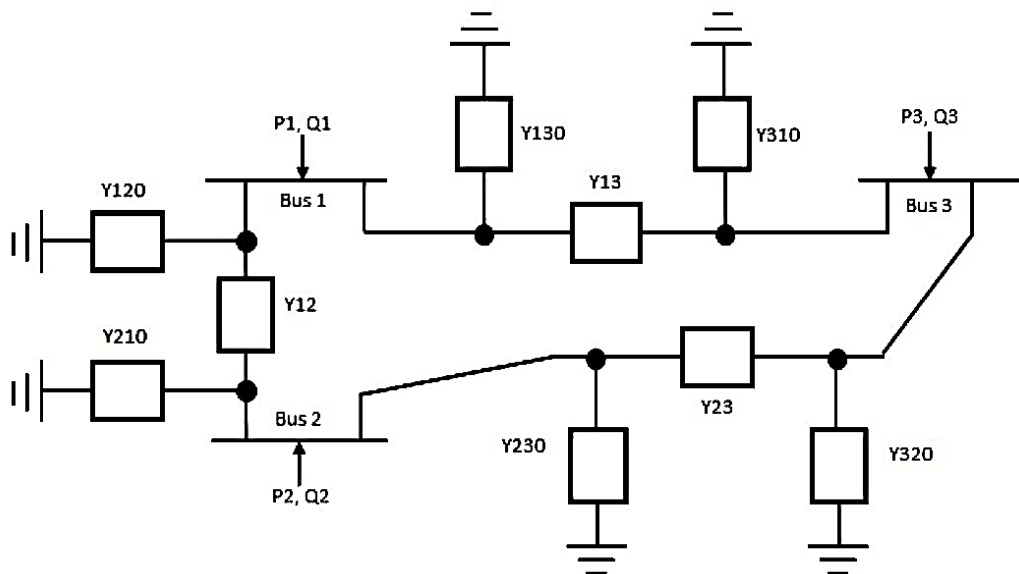 Y130
Y310
P1, Q1
P3, Q3
Y120
Bus 1
Y13
Bus 3
Y12
Y210
Bus 2
Y23
Y230
Y320
P2, Q2